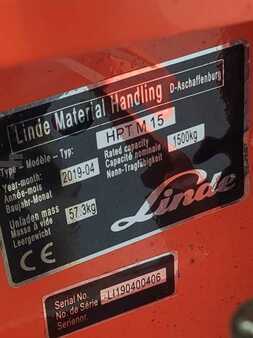 Linde Material Handling D-Aschaffenburg
Type - Modèle - Typ: HPT M 15
Year-month: 2019-04 Rated capacity 1500kg
Année-mois Capacité nominale
Baujahr-Monat Nenn-Tragfähigkeit
Unladen mass 57.3kg
Masse à vide
Leergewicht
Linde
CE
Serial No. LI190400406
No. de Série
Seriennr.